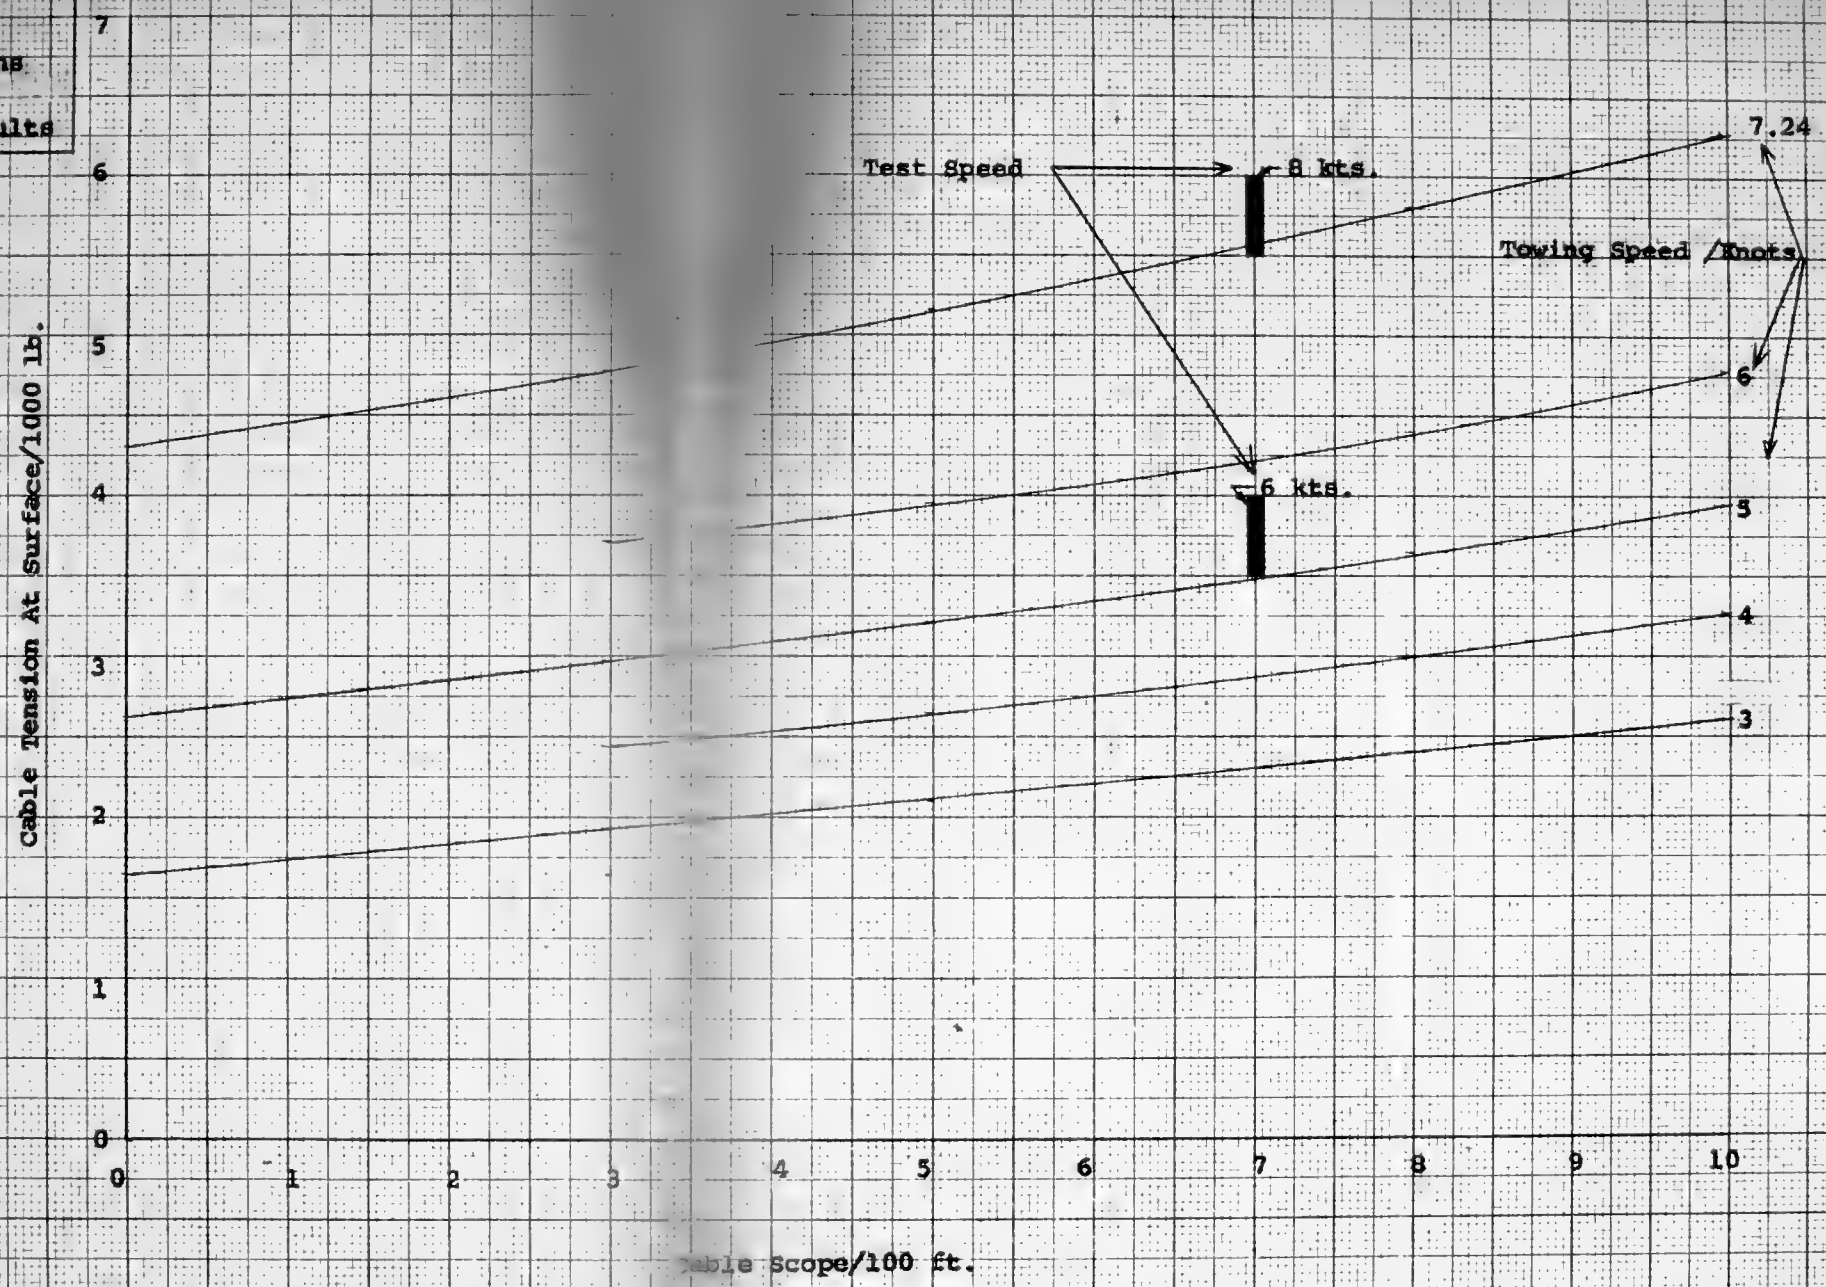 7
ns
ults
7.24
6
Test Speed
8 kts.
Towing Speed /Knots
5
6
4
6 kts.
5
Cable Tension At Surface/1000 lb.
4
3
3
2
1
0
0 1 2 3 4 5 6 7 8 9 10
Cable Scope/100 ft.